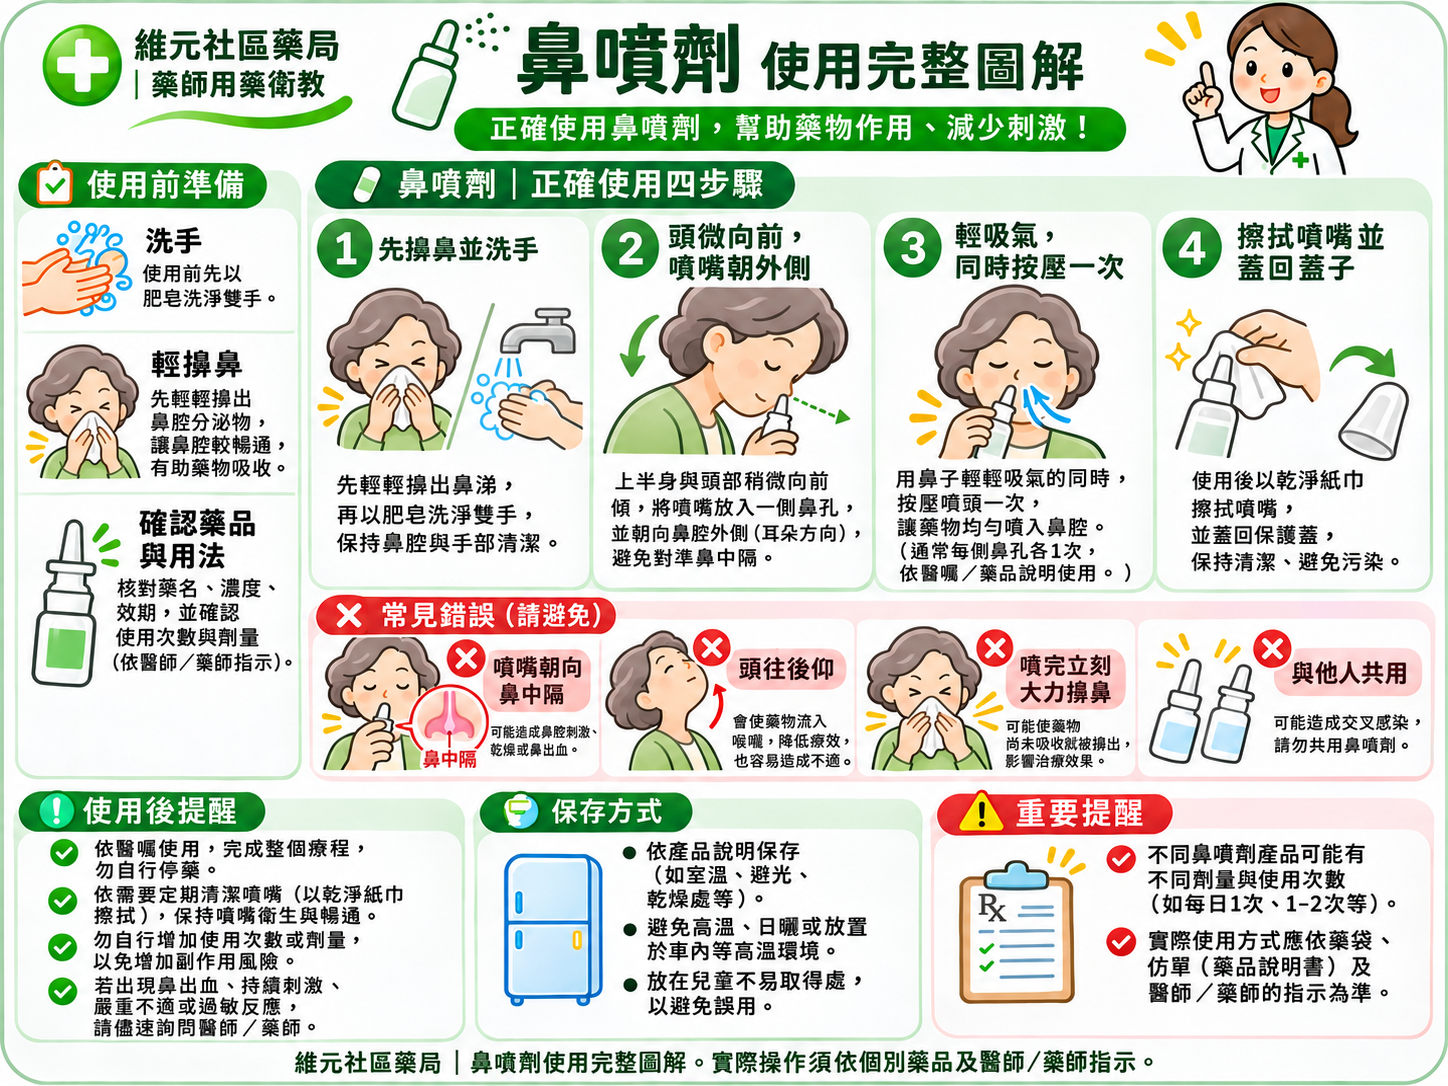 維元社區藥局
｜藥師用藥衛教
鼻噴劑 使用完整圖解
正確使用鼻噴劑，幫助藥物作用、減少刺激！
使用前準備
洗手
使用前先以
肥皂洗淨雙手。
輕擤鼻
先輕輕擤出
鼻腔分泌物，
讓鼻腔較暢通，
有助藥物吸收。
確認藥品
與用法
核對藥名、濃度、
效期，並確認
使用次數與劑量
(依醫師／藥師指示)。
鼻噴劑｜正確使用四步驟
1 先擤鼻並洗手
先輕輕擤出鼻涕，
再以肥皂洗淨雙手，
保持鼻腔與手部清潔。
2 頭微向前，
噴嘴朝外側
上半身與頭部稍微向前
傾，將噴嘴放入一側鼻孔，
並朝向鼻腔外側(耳朵方向)，
避免對準鼻中隔。
3 輕吸氣，
同時按壓一次
用鼻子輕輕吸氣的同時，
按壓噴頭一次，
讓藥物均勻噴入鼻腔。
(通常每側鼻孔各1次，
依醫囑／藥品說明使用。)
4 擦拭噴嘴並
蓋回蓋子
使用後以乾淨紙巾
擦拭噴嘴，
並蓋回保護蓋，
保持清潔、避免污染。
常見錯誤(請避免)
噴嘴朝向
鼻中隔
可能造成鼻腔刺激、
乾燥或鼻出血。
鼻中隔
頭往後仰
會使藥物流入
喉嚨，降低療效，
也容易造成不適。
噴完立刻
大力擤鼻
可能使藥物
尚未吸收就被擤出，
影響治療效果。
與他人共用
可能造成交叉感染，
請勿共用鼻噴劑。
使用後提醒
依醫囑使用，完成整個療程，
勿自行停藥。
依需要定期清潔噴嘴(以乾淨紙巾
擦拭)，保持噴嘴衛生與暢通。
勿自行增加使用次數或劑量，
以免增加副作用風險。
若出現鼻出血、持續刺激、
嚴重不適或過敏反應，
請儘速詢問醫師／藥師。
保存方式
依產品說明保存
(如室溫、避光、
乾燥處等)。
避免高溫、日曬或放置
於車內等高溫環境。
放在兒童不易取得處，
以避免誤用。
重要提醒
Rx
不同鼻噴劑產品可能有
不同劑量與使用次數
(如每日1次、1-2次等)。
實際使用方式應依藥袋、
仿單(藥品說明書)及
醫師／藥師的指示為準。
維元社區藥局｜鼻噴劑使用完整圖解。實際操作須依個別藥品及醫師/藥師指示。